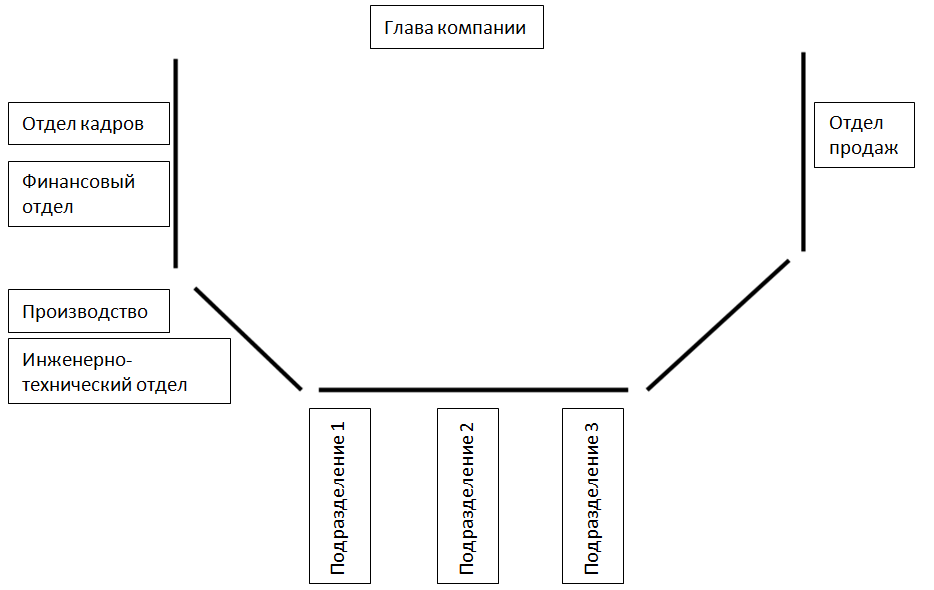 Глава компании
Отдел кадров
Финансовый
отдел
Производство
Инженерно-
технический отдел
Отдел
продаж
Подразделение 1
Подразделение 2
Подразделение 3